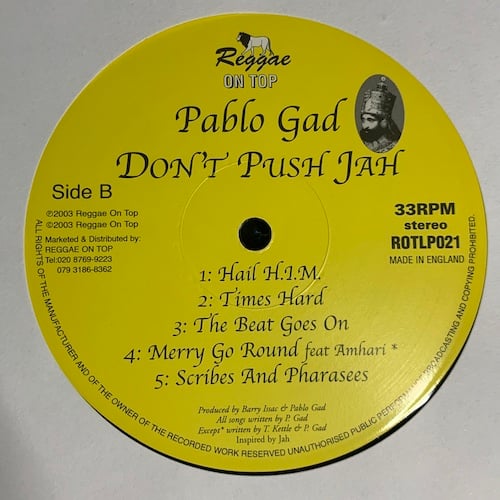 Reggae
ON TOP
Pablo Gad
DON'T PUSH JAH
Side B
℗2003 Reggae On Top
©2003 Reggae On Top
Marketed & Distributed by:
REGGAE ON TOP
Tel:020 8769-9223
079 3186-8362
33RPM
stereo
ROTLP021
MADE IN ENGLAND
1: Hail H.I.M.
2: Times Hard
3: The Beat Goes On
4: Merry Go Round feat Amhari *
5: Scribes And Pharasees
Produced by Barry Issac & Pablo Gad
All songs written by P. Gad
Except* written by T. Kettle & P. Gad
Inspired by Jah
ALL RIGHTS OF THE MANUFACTURER AND OF THE OWNER OF THE RECORDED WORK RESERVED UNAUTHORISED PUBLIC BROADCASTING AND COPYING PROHIBITED.